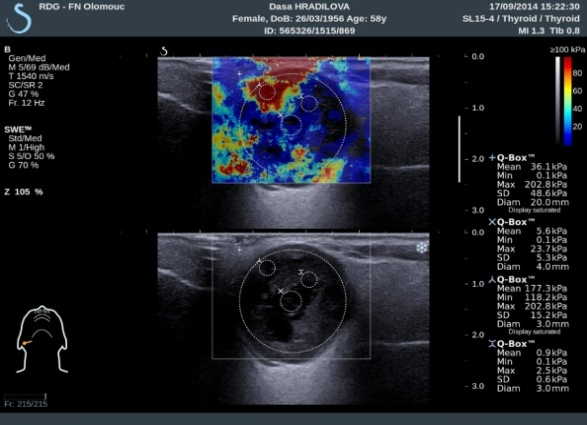 RDG - FN Olomouc
Dasa HRADILOVA
17/09/2014 15:22:30
Female, DoB: 26/03/1956 Age: 58y
SL15-4 / Thyroid / Thyroid
ID: 565326/1515/869
MI 1.3 TIb 0.8
B
Gen/Med
M 5/69 dB/Med
T 1540 m/s
SC/SR 2
G 47 %
Fr. 12 Hz
SWE™
Std/Med
M 1/High
S 5/O 50 %
G 70 %
Z 105 %
S
0.0
1.0
2.0
3.0
0.0
1.0
2.0
3.0
≥100 kPa
80
60
40
20
Q-Box™
Mean 36.1kPa
Min 0.1kPa
Max 202.8kPa
SD 48.6kPa
Diam 20.0mm
Display saturated
Q-Box™
Mean 5.6kPa
Min 0.1kPa
Max 23.7kPa
SD 5.3kPa
Diam 4.0mm
Q-Box™
Mean 177.3kPa
Min 118.2kPa
Max 202.8kPa
SD 15.2kPa
Diam 3.0mm
Display saturated
Q-Box™
Mean 0.9kPa
Min 0.1kPa
Max 2.5kPa
SD 0.6kPa
Diam 3.0mm
Fr: 215/215